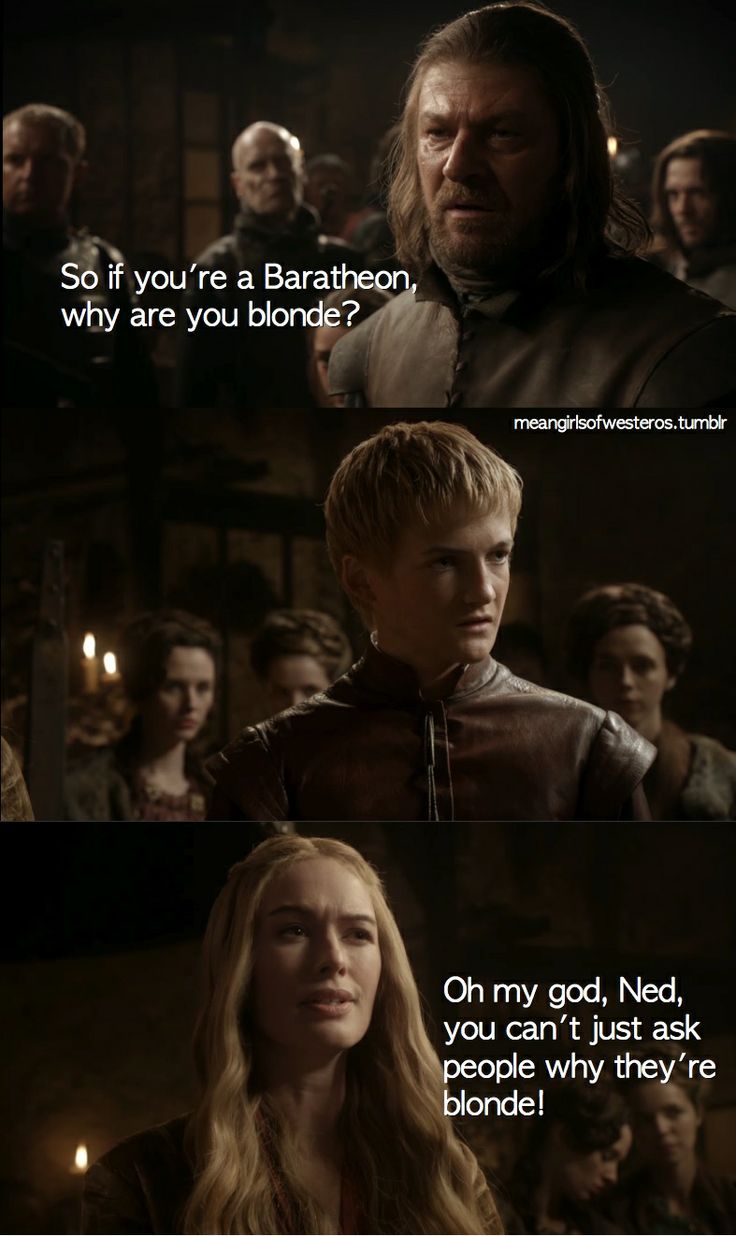 So if you're a Baratheon,
why are you blonde?
meangirlsofwesteros.tumblr
Oh my god, Ned,
you can't just ask
people why they're
blonde!